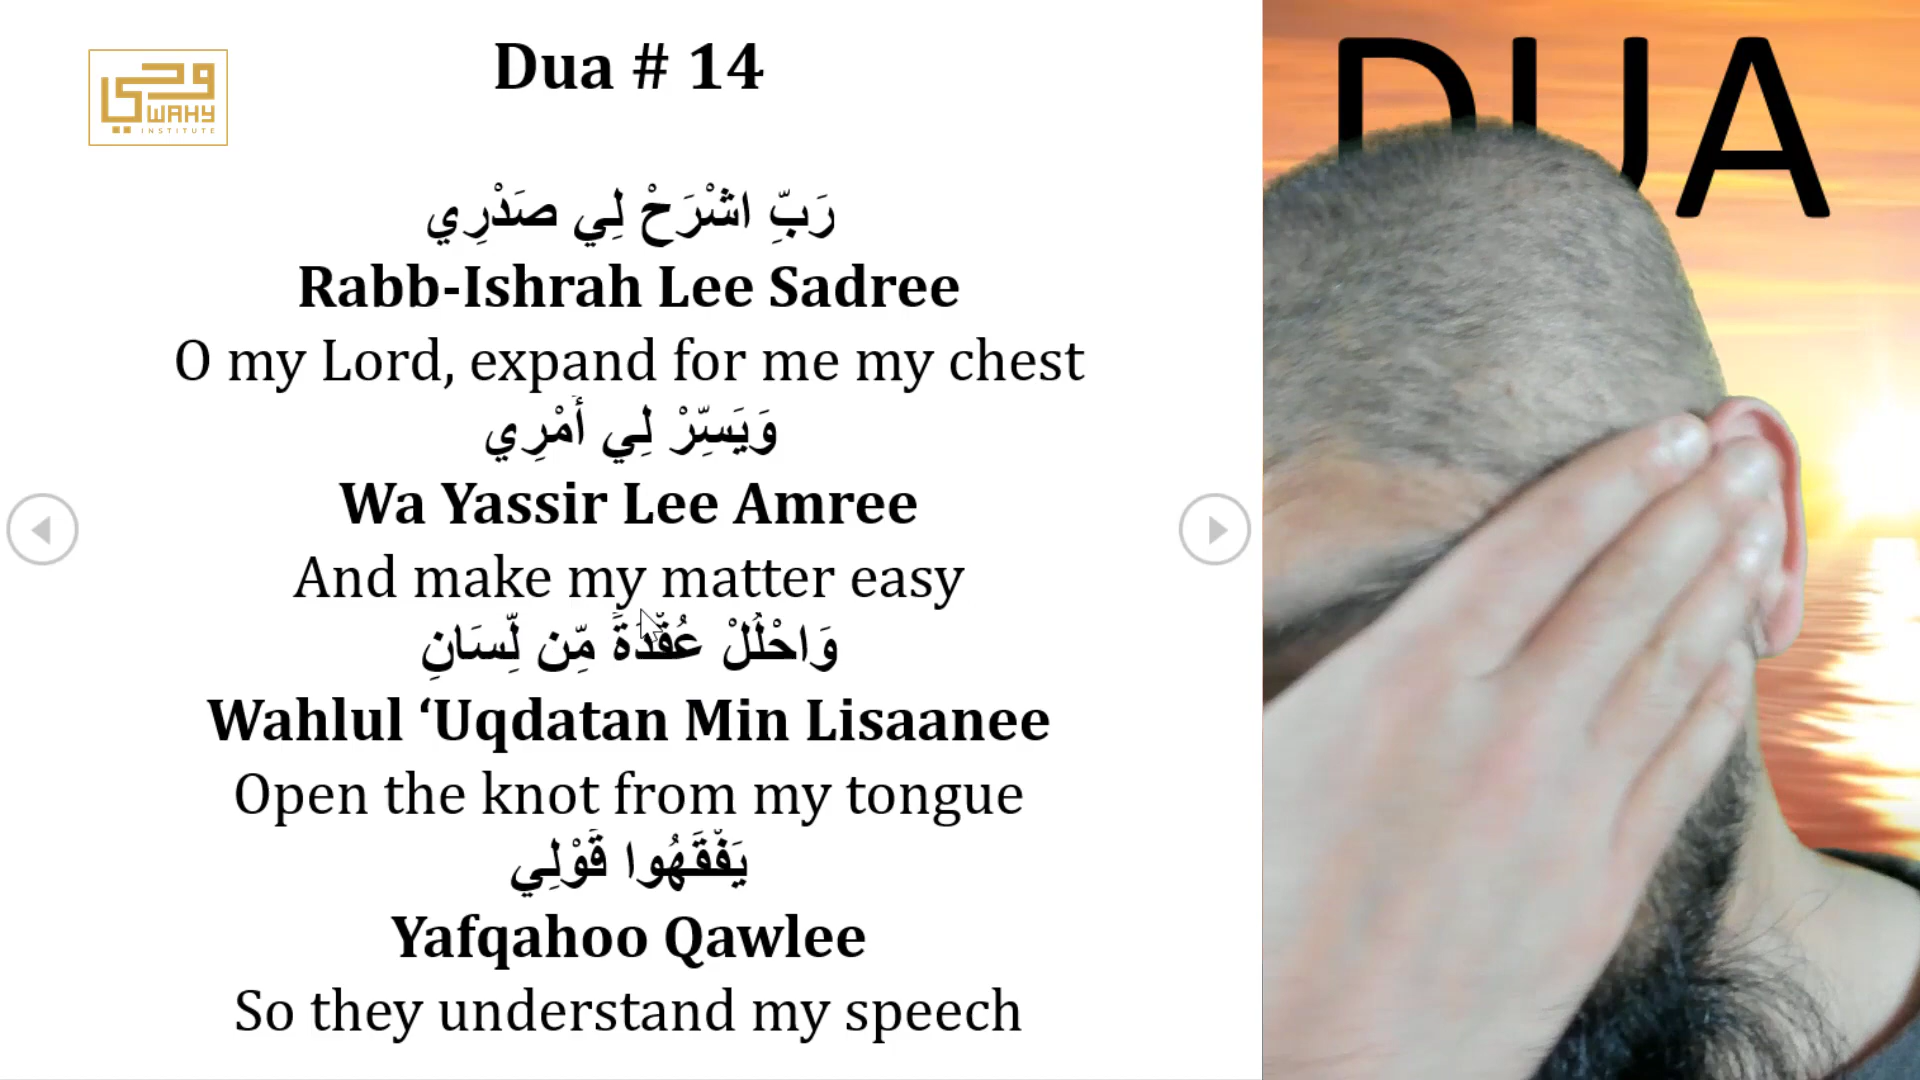 وحي
WAHY
INSTITUTE
Dua # 14
رَبِّ اشْرَحْ لِي صَدْرِي
Rabb-Ishrah Lee Sadree
O my Lord, expand for me my chest
وَيَسِّرْ لِي أَمْرِي
Wa Yassir Lee Amree
And make my matter easy
وَاحْلُلْ عُقْدَةً مِّن لِّسَانِ
Wahlul ‘Uqdatan Min Lisaanee
Open the knot from my tongue
يَفْقَهُوا قَوْلِي
Yafqahoo Qawlee
So they understand my speech
DUA